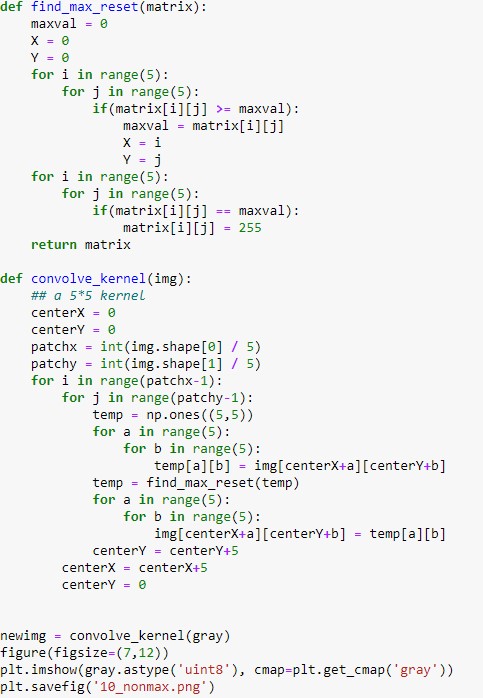 def find_max_reset(matrix):
    maxval = 0
    X = 0
    Y = 0
    for i in range(5):
        for j in range(5):
            if(matrix[i][j] >= maxval):
                maxval = matrix[i][j]
                X = i
                Y = j
    for i in range(5):
        for j in range(5):
            if(matrix[i][j] == maxval):
                matrix[i][j] = 255
    return matrix

def convolve_kernel(img):
    ## a 5*5 kernel
    centerX = 0
    centerY = 0
    patchx = int(img.shape[0] / 5)
    patchy = int(img.shape[1] / 5)
    for i in range(patchx-1):
        for j in range(patchy-1):
            temp = np.ones((5,5))
            for a in range(5):
                for b in range(5):
                    temp[a][b] = img[centerX+a][centerY+b]
            temp = find_max_reset(temp)
            for a in range(5):
                for b in range(5):
                    img[centerX+a][centerY+b] = temp[a][b]
            centerY = centerY+5
        centerX = centerX+5
        centerY = 0


newimg = convolve_kernel(gray)
figure(figsize=(7,12))
plt.imshow(gray.astype('uint8'), cmap=plt.get_cmap('gray'))
plt.savefig('10_nonmax.png')